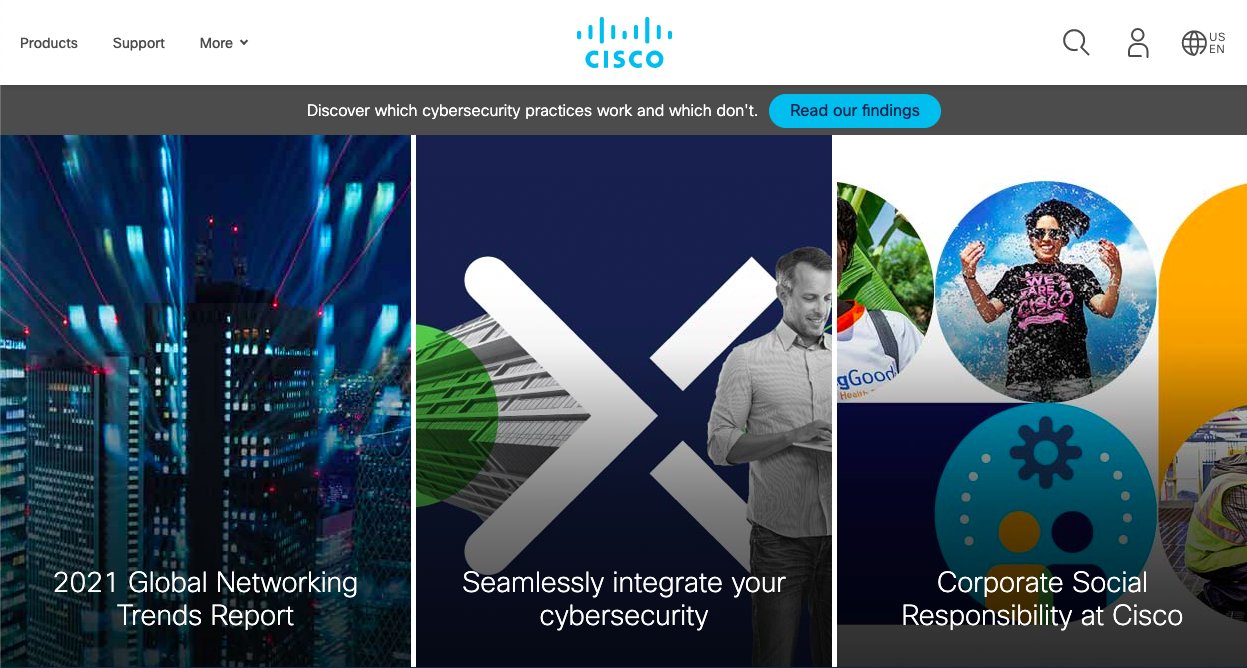 Products
Support
More
CISCO
US
EN
Discover which cybersecurity practices work and which don't.
Read our findings
WE
ARE
CISCO
gGood
Health
2021 Global Networking
Trends Report
Seamlessly integrate your
cybersecurity
Corporate Social
Responsibility at Cisco